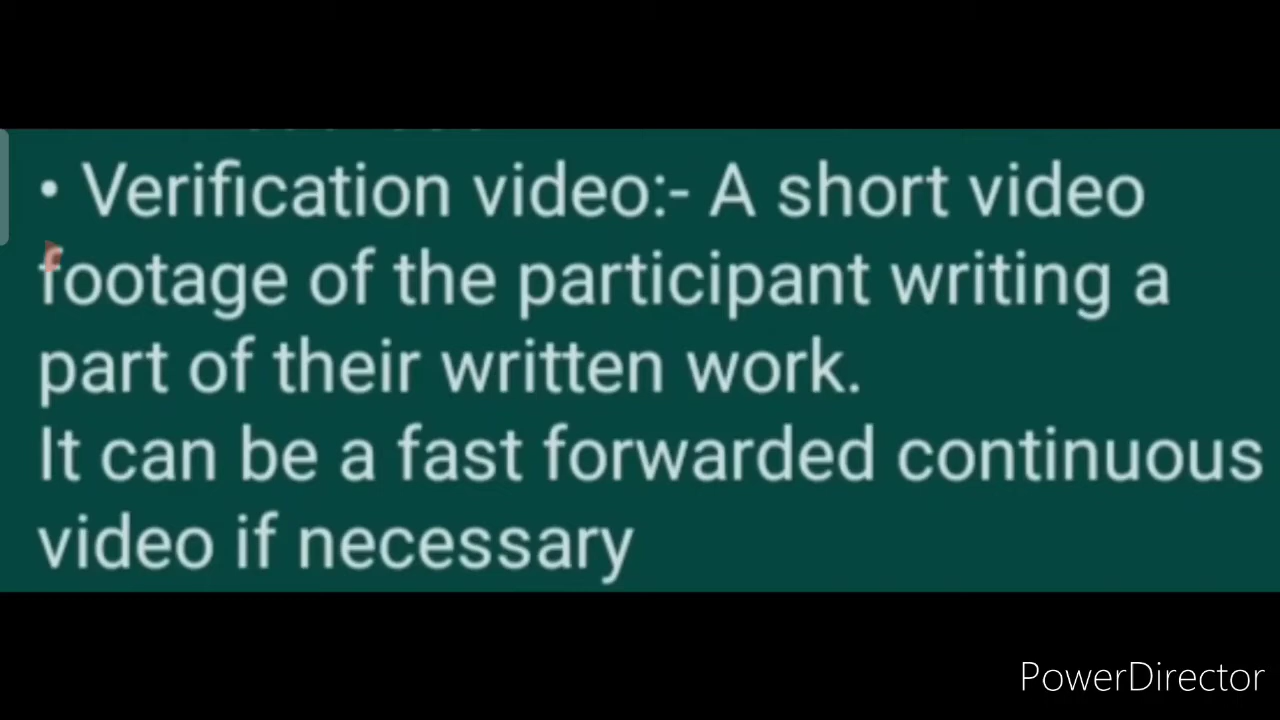 • Verification video:- A short video
footage of the participant writing a
part of their written work.
It can be a fast forwarded continuous
video if necessary
PowerDirector